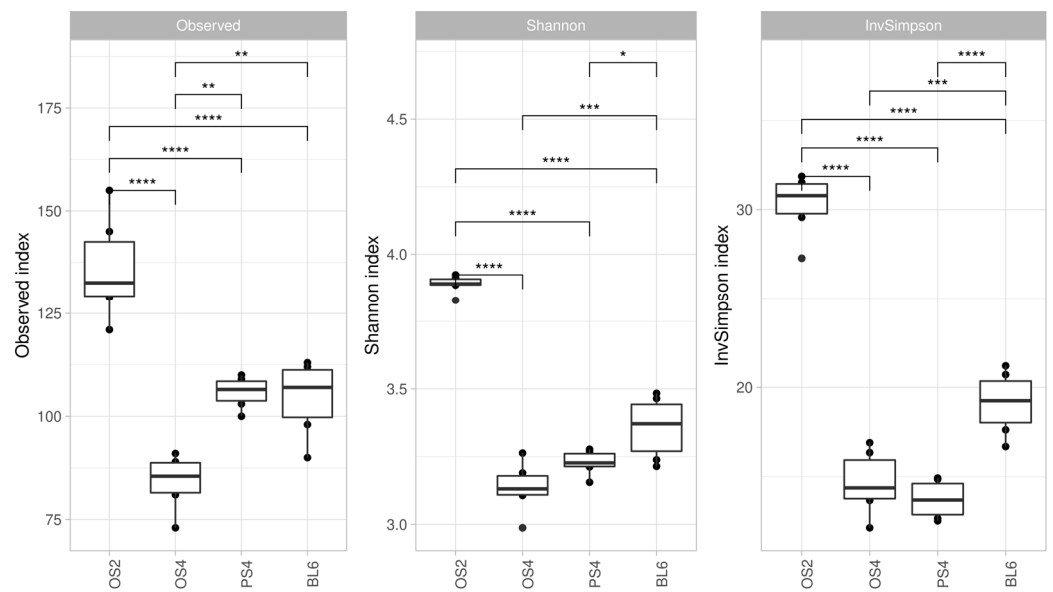 Observed
Shannon
InvSimpson
**
**
****
****
****
*
***
****
****
****
****
***
****
****
****
Observed index
175
150
125
100
75
Shannon index
4.5
4.0
3.5
3.0
InvSimpson index
30
20
OS2
OS4
PS4
BL6
OS2
OS4
PS4
BL6
OS2
OS4
PS4
BL6